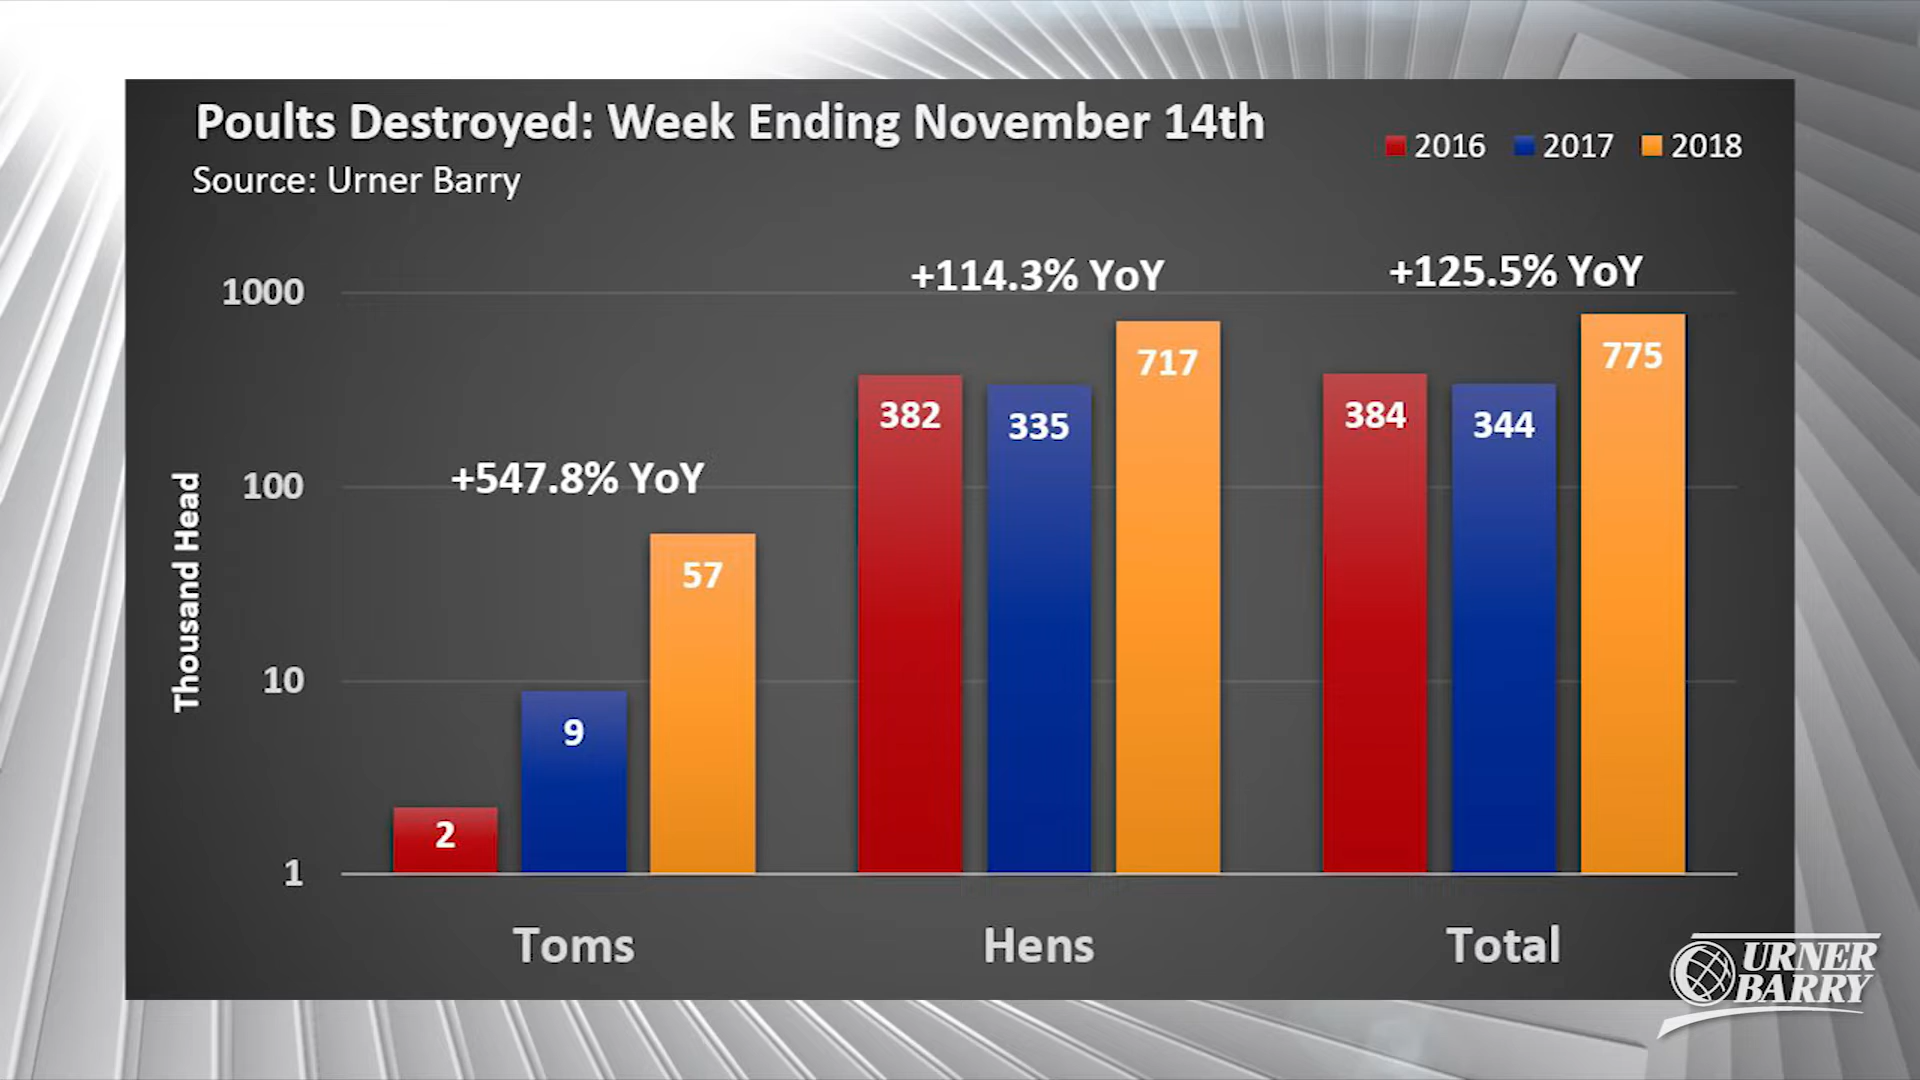 Poults Destroyed: Week Ending November 14th
Source: Urner Barry
2016 2017 2018
+547.8% YoY
+114.3% YoY
+125.5% YoY
Thousand Head
1000
100
10
1
2
9
57
382
335
717
384
344
775
Toms
Hens
Total
URNER
BARRY